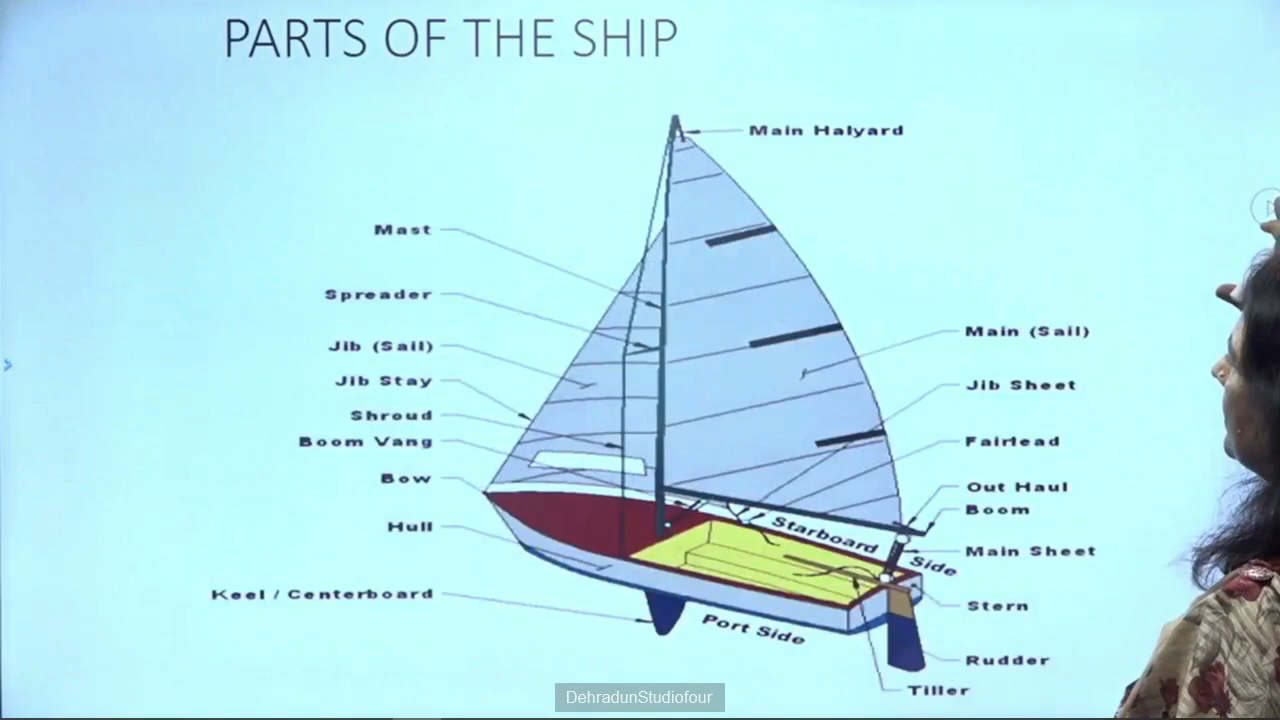 PARTS OF THE SHIP
Main Halyard
Mast
Spreader
Jib (Sail)
Jib Stay
Shroud
Boom Vang
Bow
Hull
Keel / Centerboard
Main (Sail)
Jib Sheet
Fairlead
Out Haul
Boom
Main Sheet
Stern
Rudder
Tiller
Starboard Side
Port Side
DehradunStudiofour